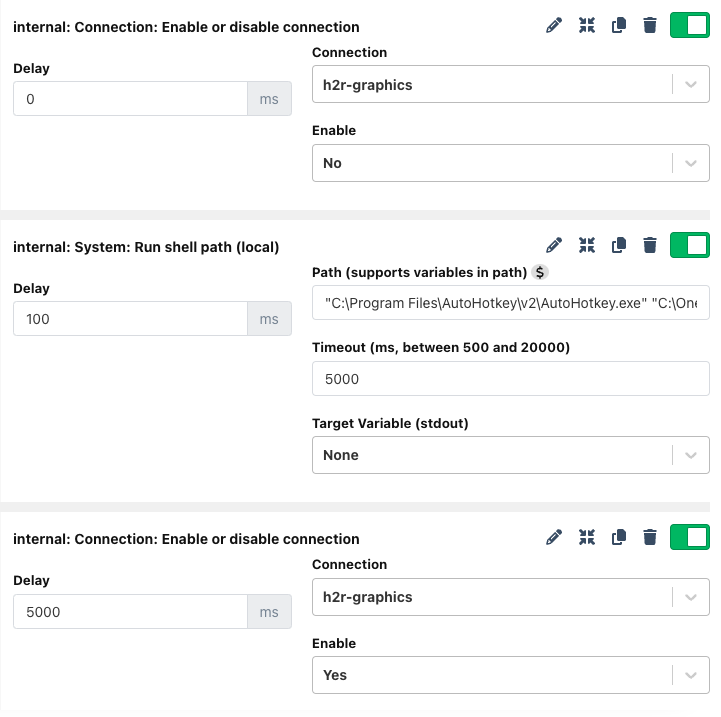 internal: Connection: Enable or disable connection
Delay
0 ms
Connection
h2r-graphics
Enable
No
internal: System: Run shell path (local)
Delay
100 ms
Path (supports variables in path) $
"C:\Program Files\AutoHotkey\v2\AutoHotkey.exe" "C:\One
Timeout (ms, between 500 and 20000)
5000
Target Variable (stdout)
None
internal: Connection: Enable or disable connection
Delay
5000 ms
Connection
h2r-graphics
Enable
Yes